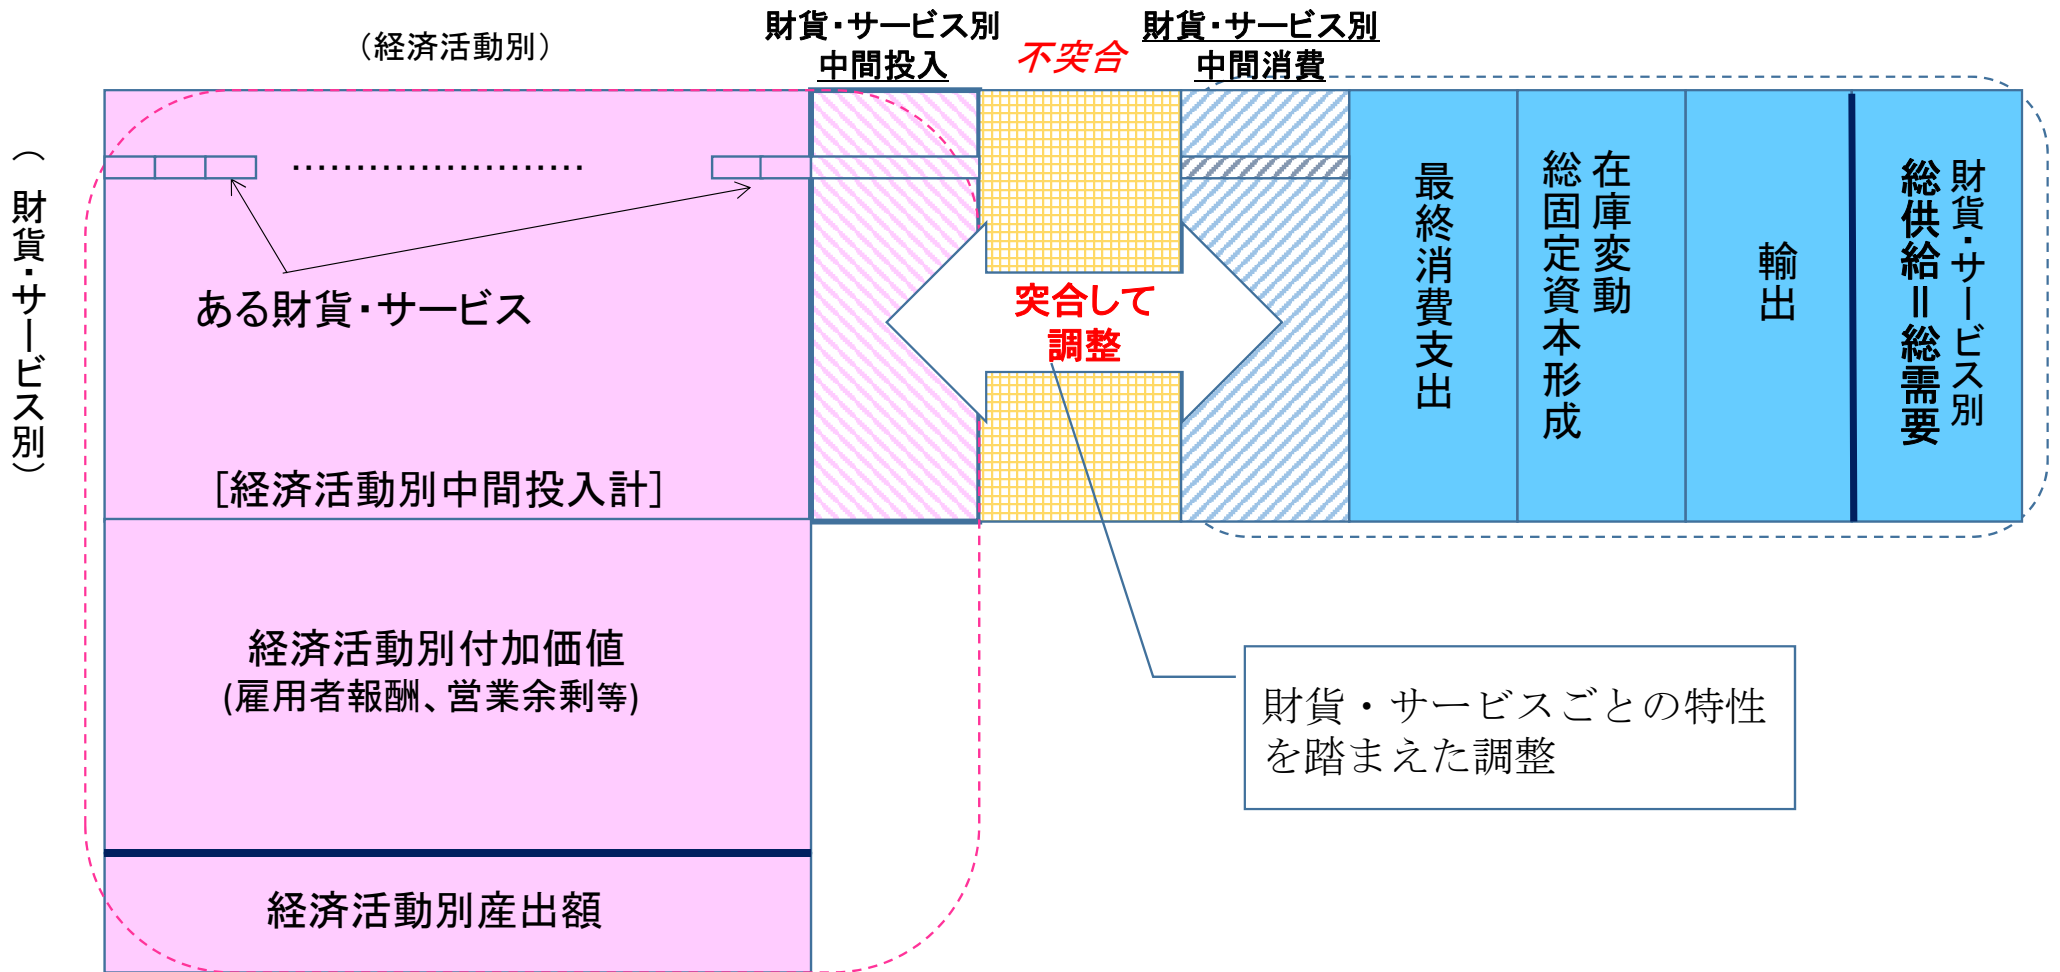 （経済活動別）
財貨・サービス別
中間投入
不突合
財貨・サービス別
中間消費
（財貨・サービス別）
……………………
ある財貨・サービス
［経済活動別中間投入計］
突合して
調整
最終消費支出
在庫変動
総固定資本形成
輸出
財貨・サービス別
総供給＝総需要
経済活動別付加価値
(雇用者報酬、営業余剰等)
財貨・サービスごとの特性
を踏まえた調整
経済活動別産出額